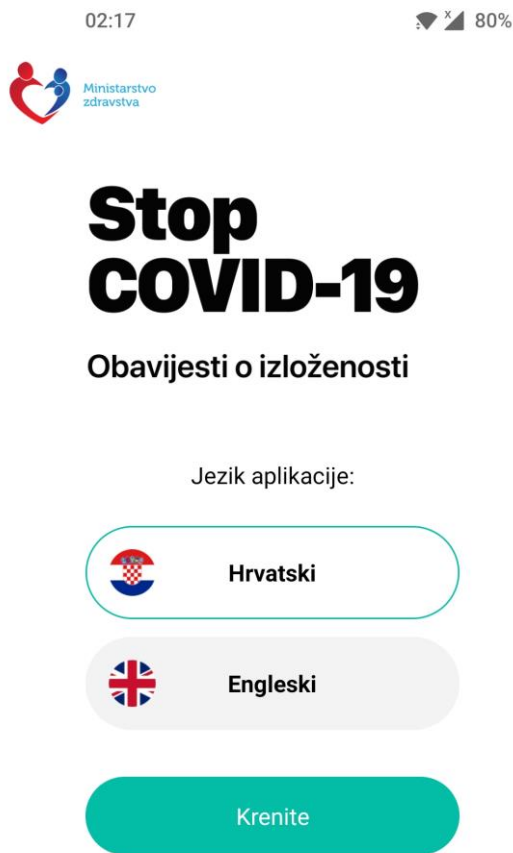 02:17
80%
Ministarstvo
zdravstva
Stop
COVID-19
Obavijesti o izloženosti
Jezik aplikacije:
Hrvatski
Engleski
Krenite